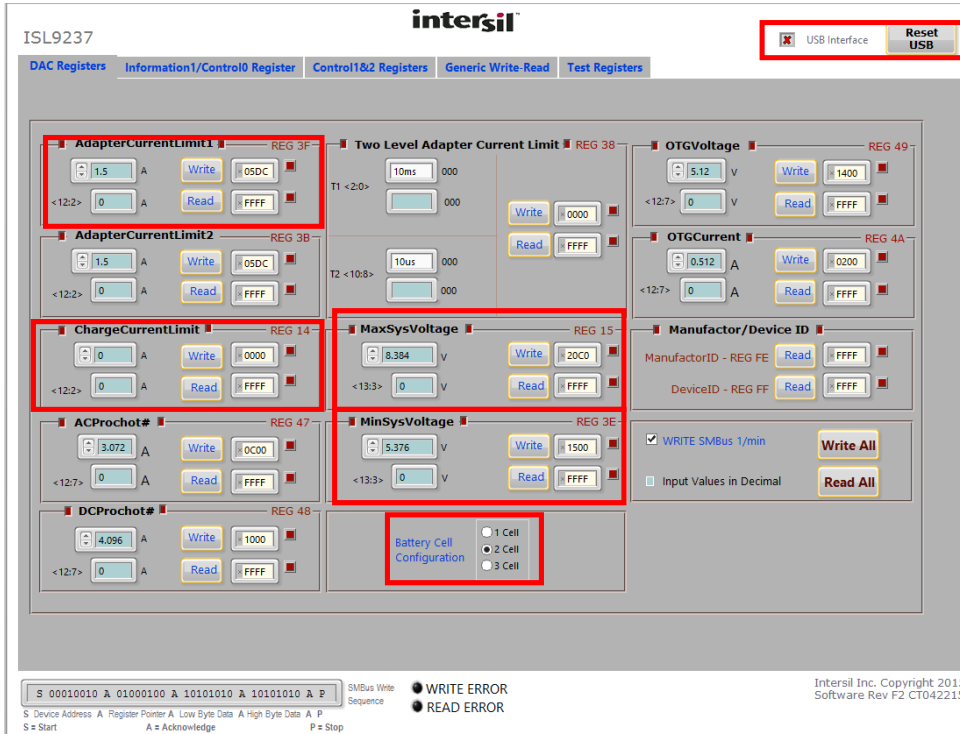 intersil
ISL9237
USB Interface
Reset USB
DAC Registers
Information1/Control0 Register
Control1&2 Registers
Generic Write-Read
Test Registers
AdapterCurrentLimit1 REG 3F
1.5 A Write x 05DC
<12:2> 0 A Read x FFFF
AdapterCurrentLimit2 REG 3B
1.5 A Write x 05DC
<12:2> 0 A Read x FFFF
ChargeCurrentLimit REG 14
0 A Write x 0000
<12:2> 0 A Read x FFFF
ACProchot# REG 47
3.072 A Write x 0C00
<12:7> 0 A Read x FFFF
DCProchot# REG 48
4.096 A Write x 1000
<12:7> 0 A Read x FFFF
Two Level Adapter Current Limit REG 38
10ms 000
T1 <2:0>
000
Write x 0000
Read x FFFF
10us 000
T2 <10:8>
000
MaxSysVoltage REG 15
8.384 V Write x 20C0
<13:3> 0 V Read x FFFF
MinSysVoltage REG 3E
5.376 V Write x 1500
<13:3> 0 V Read x FFFF
Battery Cell
Configuration
1 Cell
2 Cell
3 Cell
OTGVoltage REG 49
5.12 V Write x 1400
<12:7> 0 V Read x FFFF
OTGCurrent REG 4A
0.512 A Write x 0200
<12:7> 0 A Read x FFFF
Manufactor/Device ID
ManufactorID - REG FE Read x FFFF
DeviceID - REG FF Read x FFFF
WRITE SMBus 1/min
Write All
Input Values in Decimal
Read All
S 00010010 A 01000100 A 10101010 A 10101010 A P
SMBus Write
Sequence
S Device Address A Register Pointer A Low Byte Data A High Byte Data A P
S = Start A = Acknowledge P = Stop
WRITE ERROR
READ ERROR
Intersil Inc. Copyright 201
Software Rev F2 CT042215